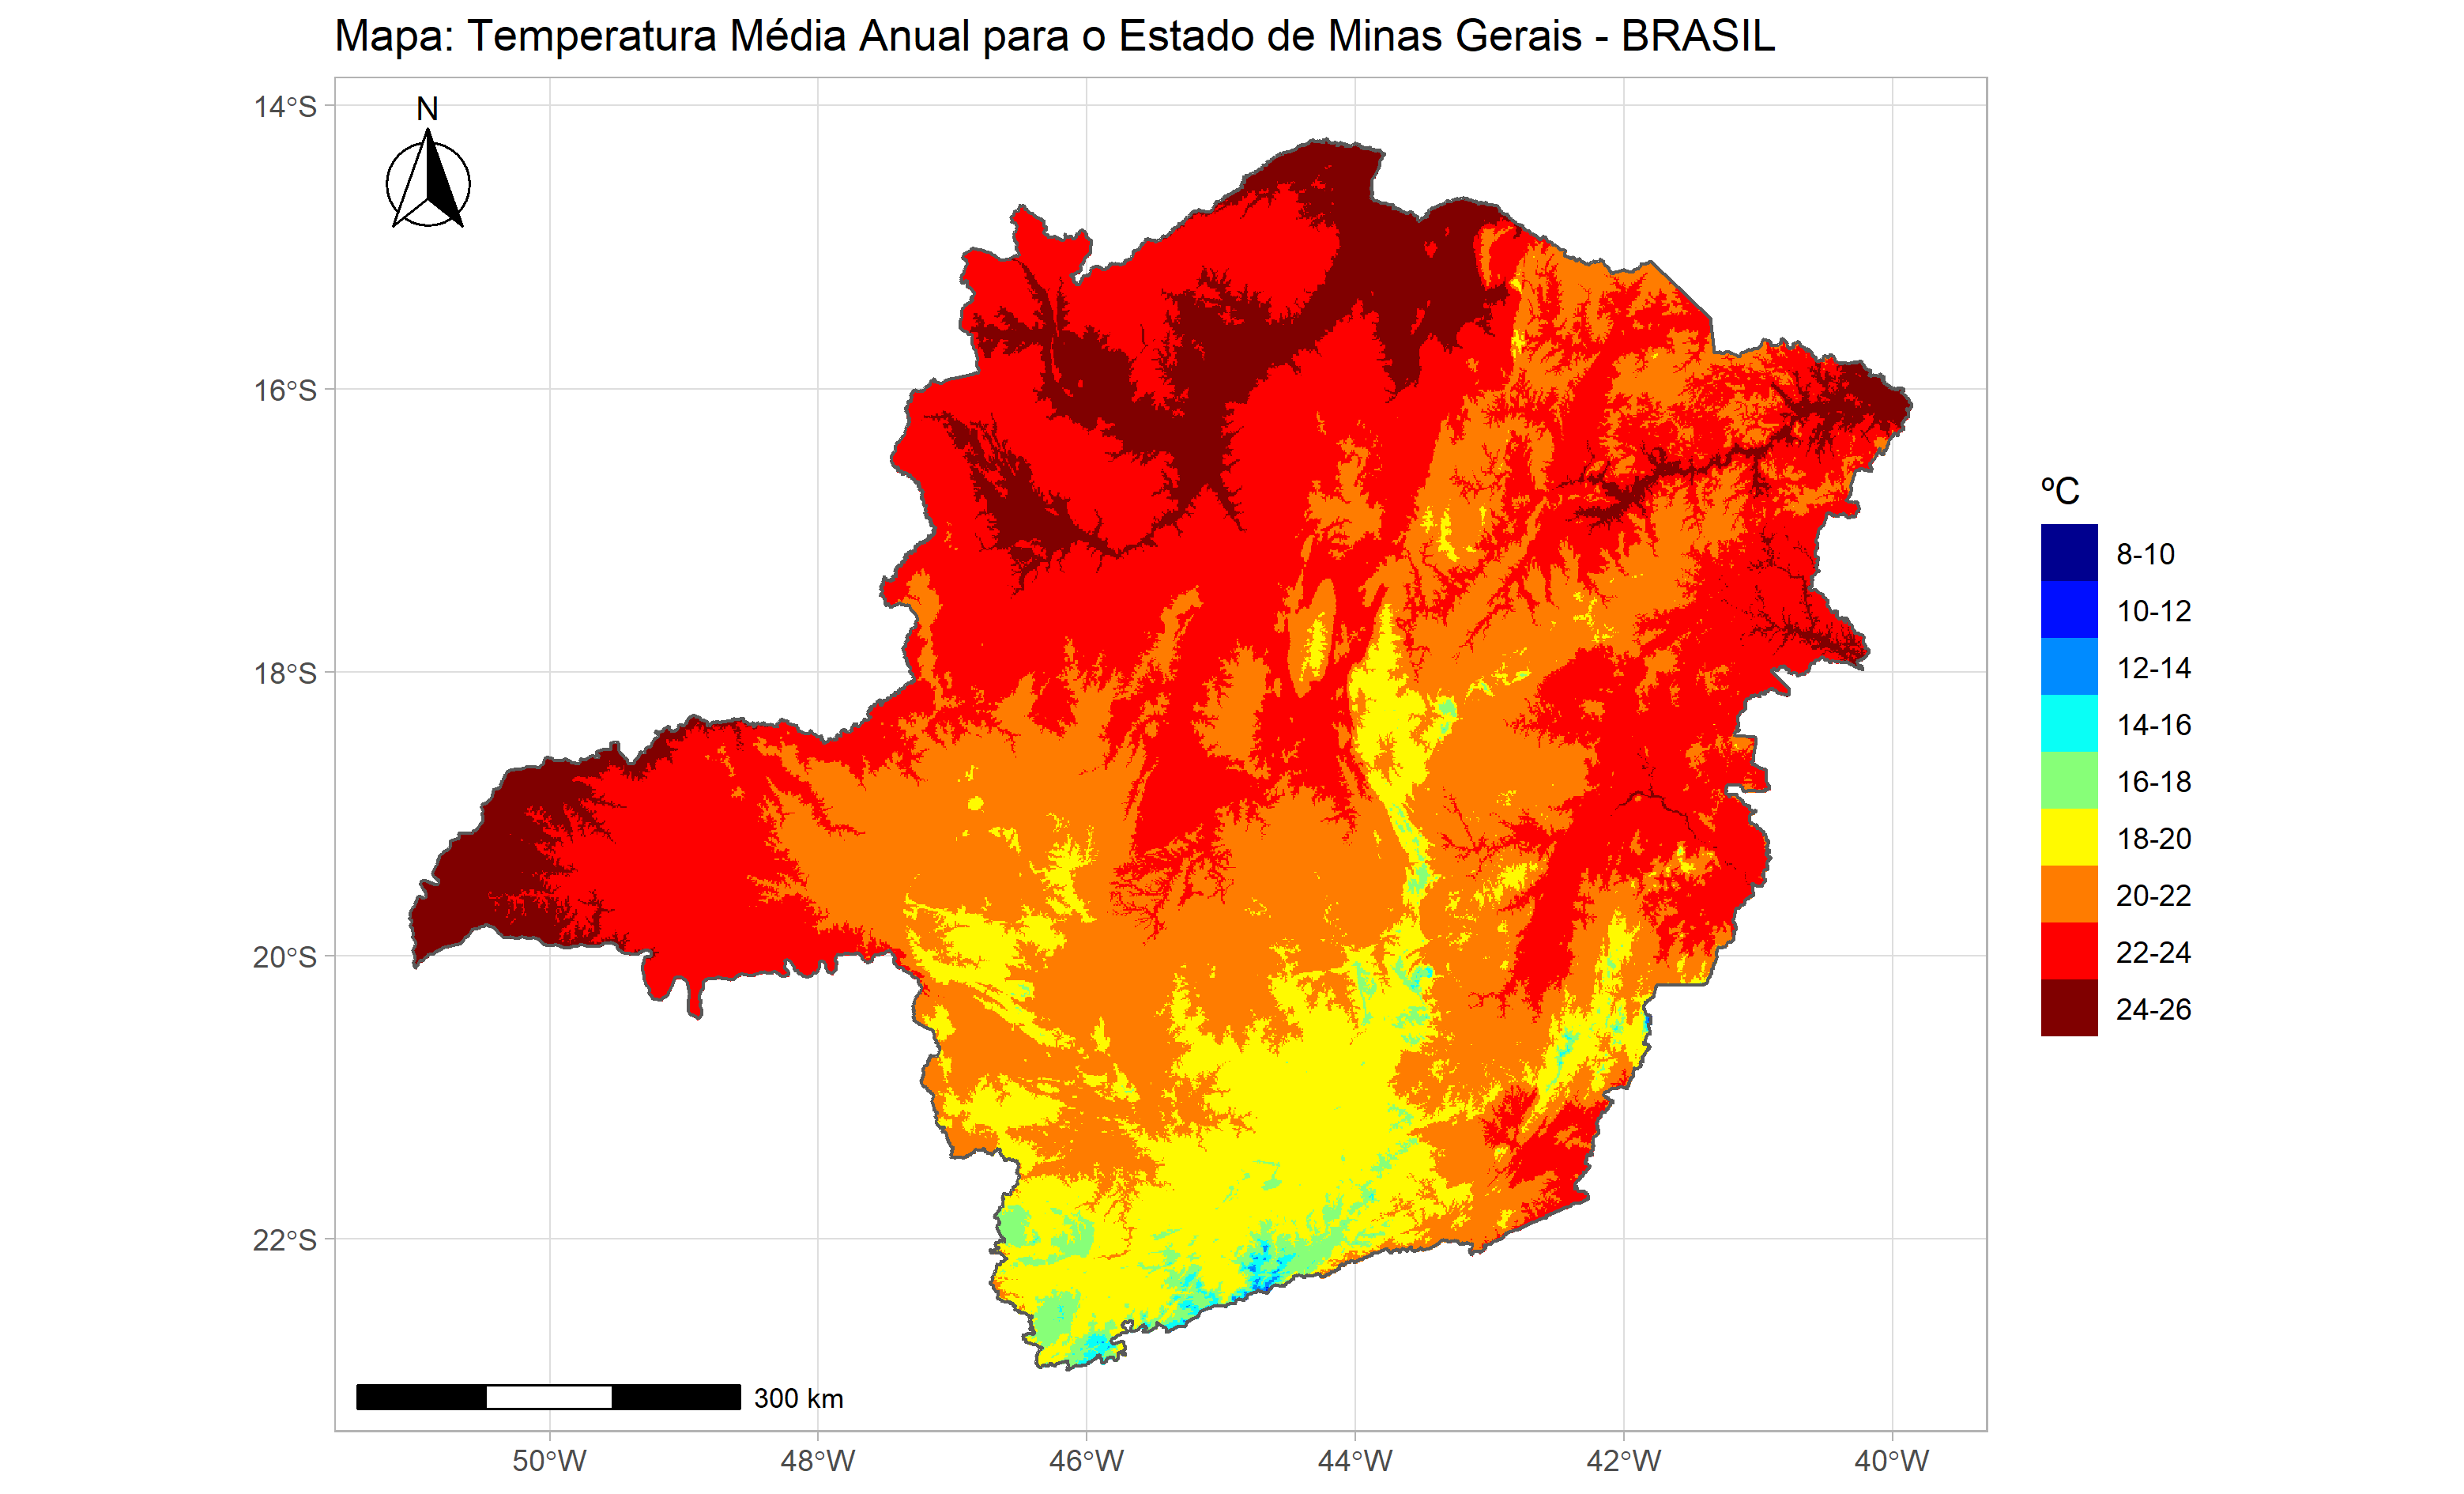 Mapa: Temperatura Média Anual para o Estado de Minas Gerais - BRASIL
N
14°S
16°S
18°S
20°S
22°S
300 km
50°W
48°W
46°W
44°W
42°W
40°W
ºC
8-10
10-12
12-14
14-16
16-18
18-20
20-22
22-24
24-26